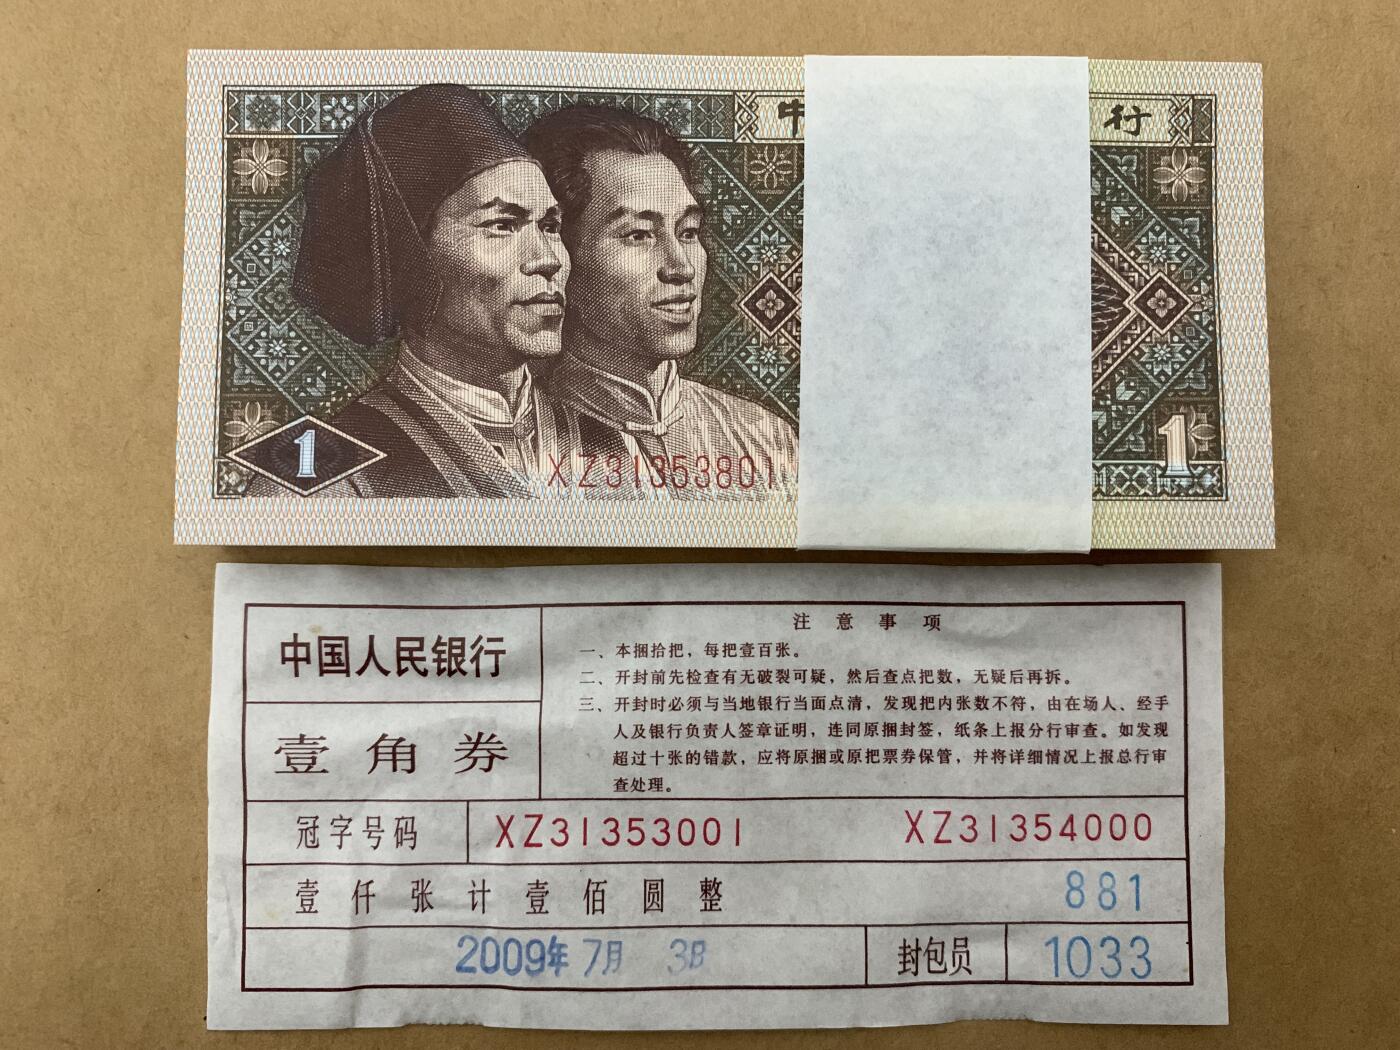 中 行
1
XZ31353801
1
中国人民银行
壹角券
注意事项
一、本捆拾把，每把壹百张。
二、开封前先检查有无破裂可疑，然后查点把数，无疑后再拆。
三、开封时必须与当地银行当面点清，发现把内张数不符，由在场人、经手
人及银行负责人签章证明，连同原捆封签，纸条上报分行审查。如发现
超过十张的错款，应将原捆或原把票券保管，并将详细情况上报总行审
查处理。
冠字号码 XZ31353001 XZ31354000
壹仟张计壹佰圆整 881
2009年 7月 3日 封包员 1033